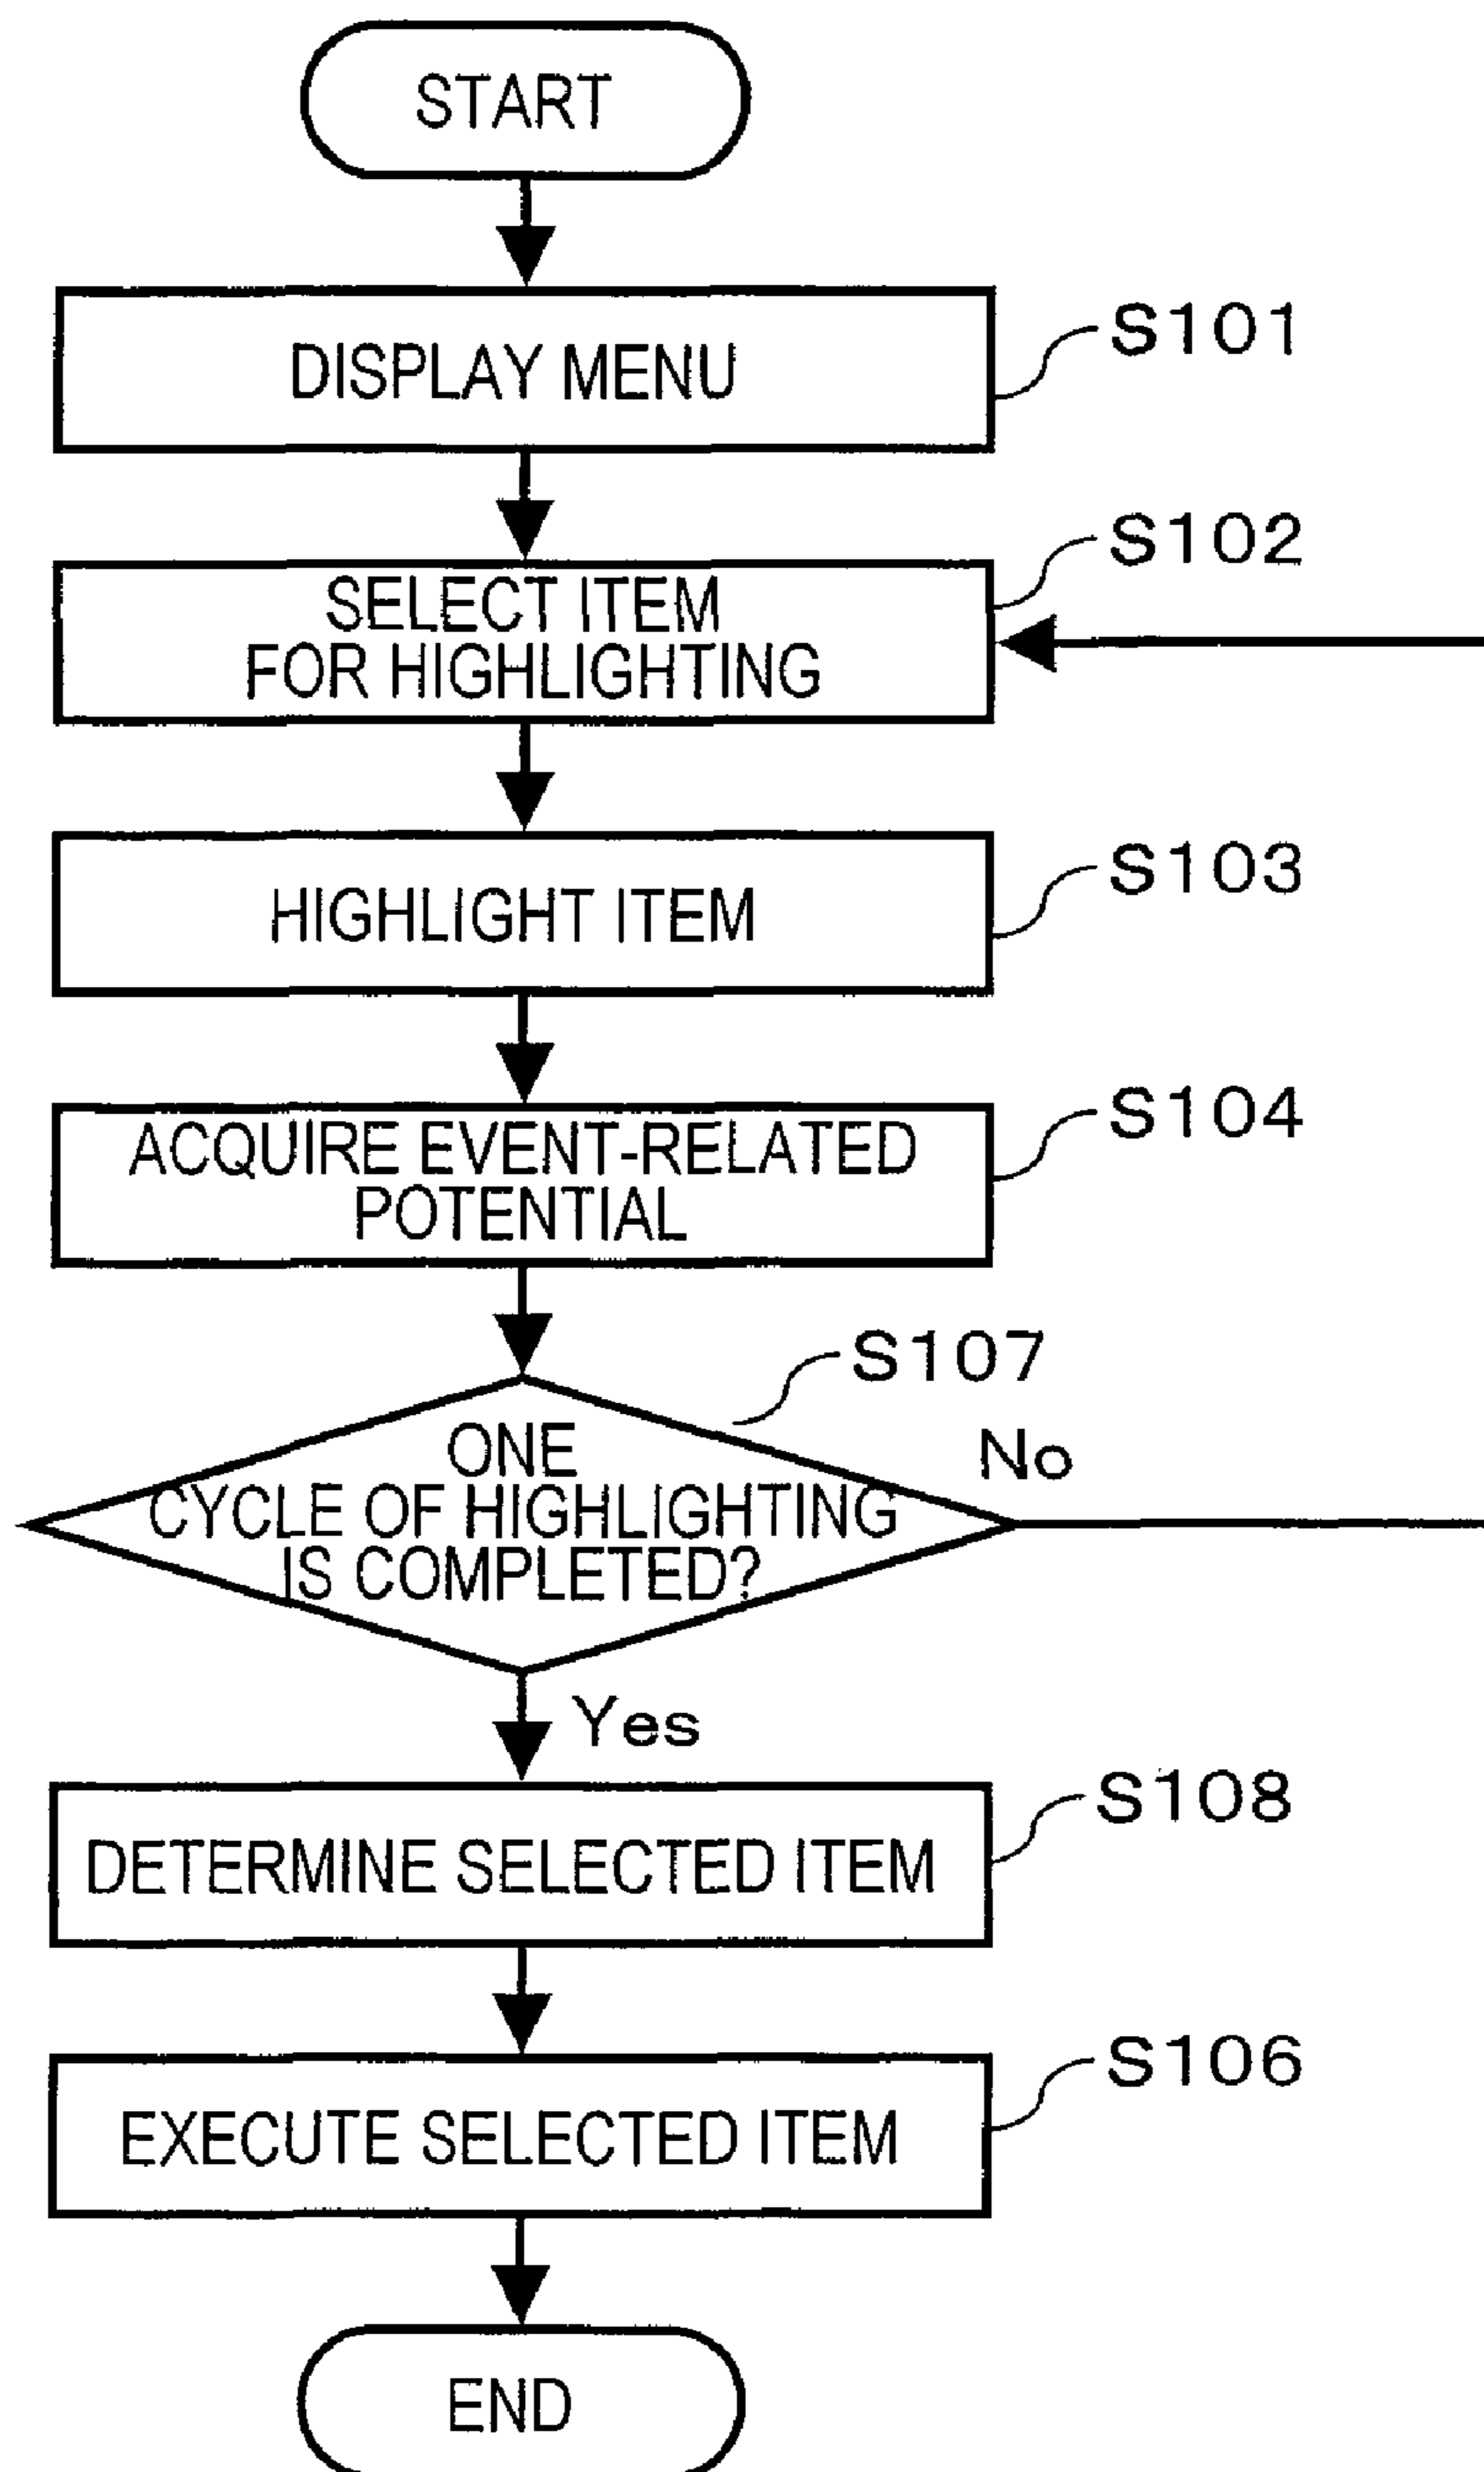 START
DISPLAY MENU
S101
S102
SELECT ITEM
FOR HIGHLIGHTING
HIGHLIGHT ITEM
S103
S104
ACQUIRE EVENT-RELATED
POTENTIAL
S107
ONE
No
CYCLE OF HIGHLIGHTING
IS COMPLETED?
Yes
S108
DETERMINE SELECTED ITEM
S106
EXECUTE SELECTED ITEM
END